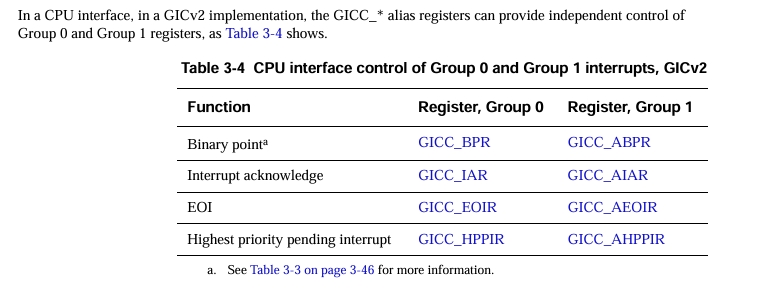 In a CPU interface, in a GICv2 implementation, the GICC_* alias registers can provide independent control of
Group 0 and Group 1 registers, as Table 3-4 shows.
Table 3-4 CPU interface control of Group 0 and Group 1 interrupts, GICv2
Function Register, Group 0 Register, Group 1
Binary pointa GICC_BPR GICC_ABPR
Interrupt acknowledge GICC_IAR GICC_AIAR
EOI GICC_EOIR GICC_AEOIR
Highest priority pending interrupt GICC_HPPIR GICC_AHPPIR
a. See Table 3-3 on page 3-46 for more information.